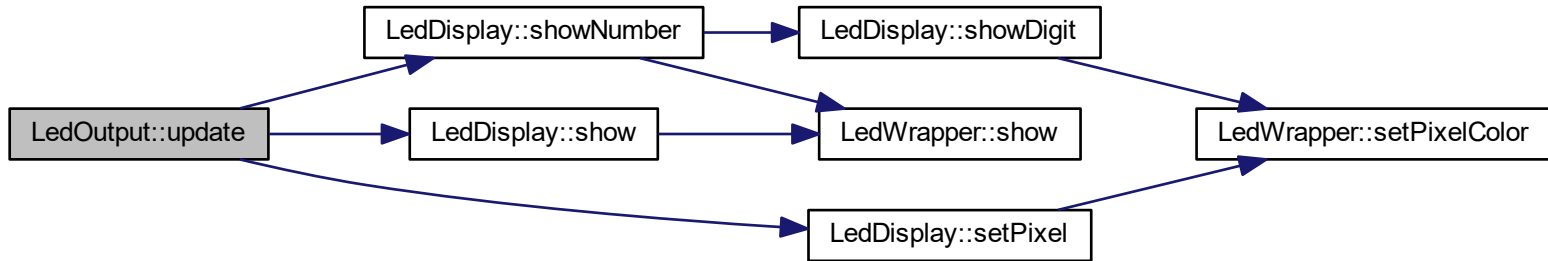 LedDisplay::showNumber
LedDisplay::showDigit
LedOutput::update
LedDisplay::show
LedWrapper::show
LedWrapper::setPixelColor
LedDisplay::setPixel